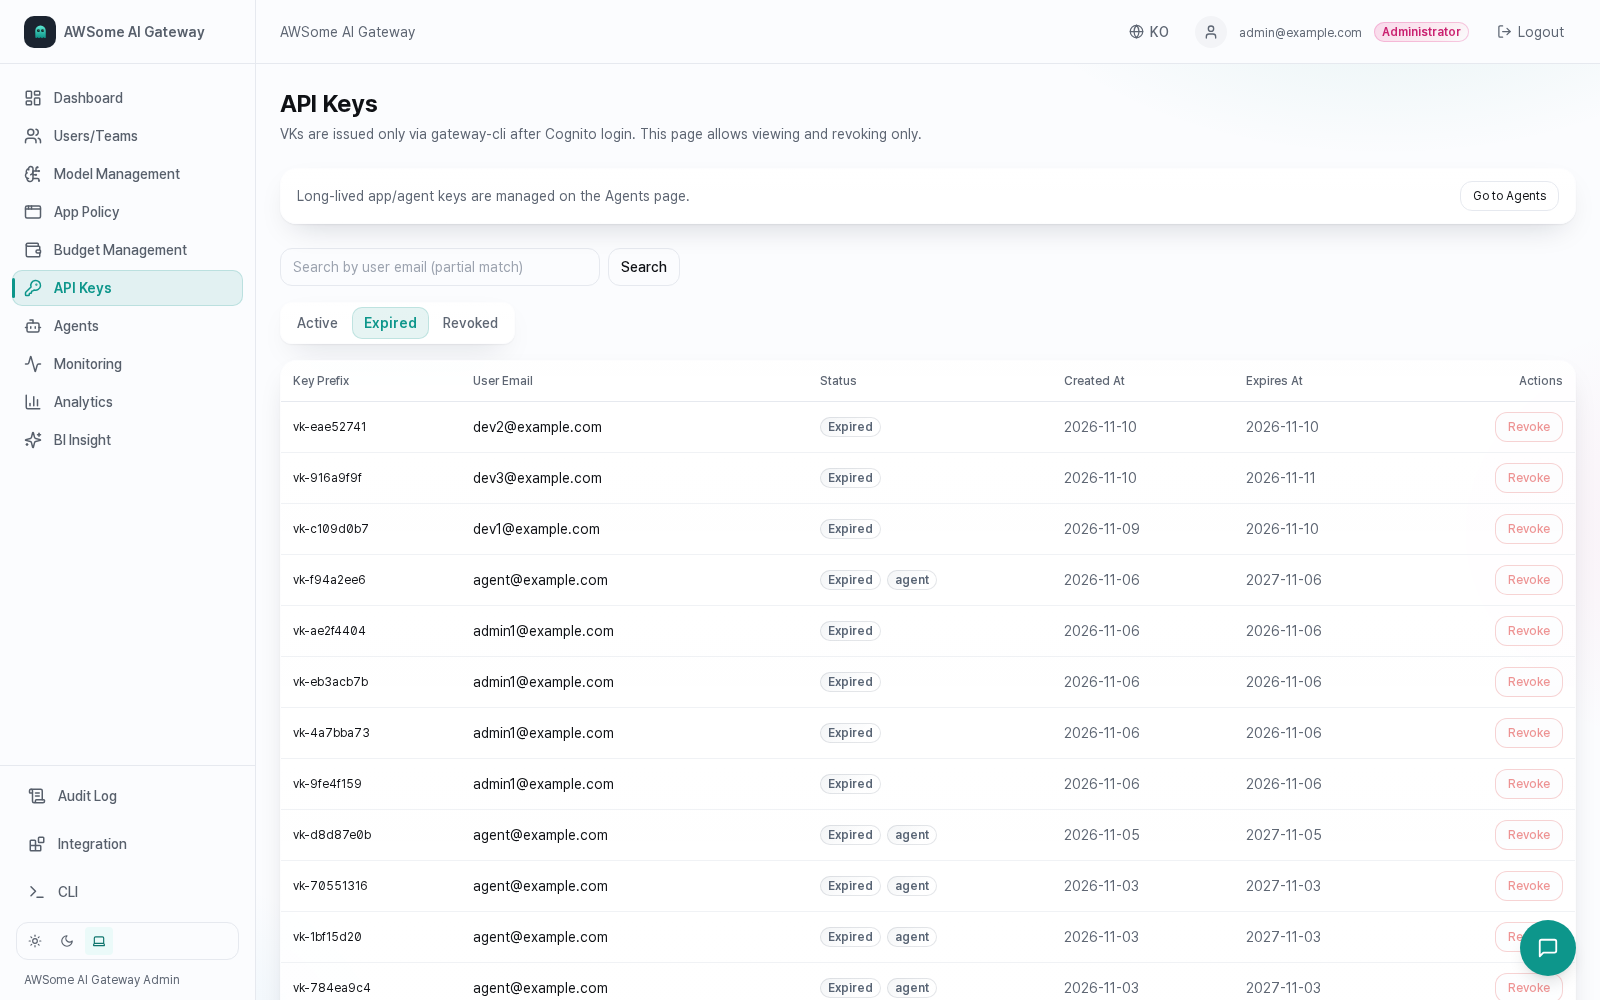 AWSome AI Gateway
AWSome AI Gateway
KO
admin@example.com
Administrator
Logout
Dashboard
Users/Teams
Model Management
App Policy
Budget Management
API Keys
Agents
Monitoring
Analytics
BI Insight
Audit Log
Integration
CLI
AWSome AI Gateway Admin
API Keys
VKs are issued only via gateway-cli after Cognito login. This page allows viewing and revoking only.
Long-lived app/agent keys are managed on the Agents page.
Go to Agents
Search by user email (partial match)
Search
Active Expired Revoked
Key Prefix User Email Status Created At Expires At Actions
vk-eae52741 dev2@example.com Expired 2026-11-10 2026-11-10 Revoke
vk-916a9f9f dev3@example.com Expired 2026-11-10 2026-11-11 Revoke
vk-c109d0b7 dev1@example.com Expired 2026-11-09 2026-11-10 Revoke
vk-f94a2ee6 agent@example.com Expired agent 2026-11-06 2027-11-06 Revoke
vk-ae2f4404 admin1@example.com Expired 2026-11-06 2026-11-06 Revoke
vk-eb3acb7b admin1@example.com Expired 2026-11-06 2026-11-06 Revoke
vk-4a7bba73 admin1@example.com Expired 2026-11-06 2026-11-06 Revoke
vk-9fe4f159 admin1@example.com Expired 2026-11-06 2026-11-06 Revoke
vk-d8d87e0b agent@example.com Expired agent 2026-11-05 2027-11-05 Revoke
vk-70551316 agent@example.com Expired agent 2026-11-03 2027-11-03 Revoke
vk-1bf15d20 agent@example.com Expired agent 2026-11-03 2027-11-03
vk-784ea9c4 agent@example.com Expired agent 2026-11-03 2027-11-03 Revoke